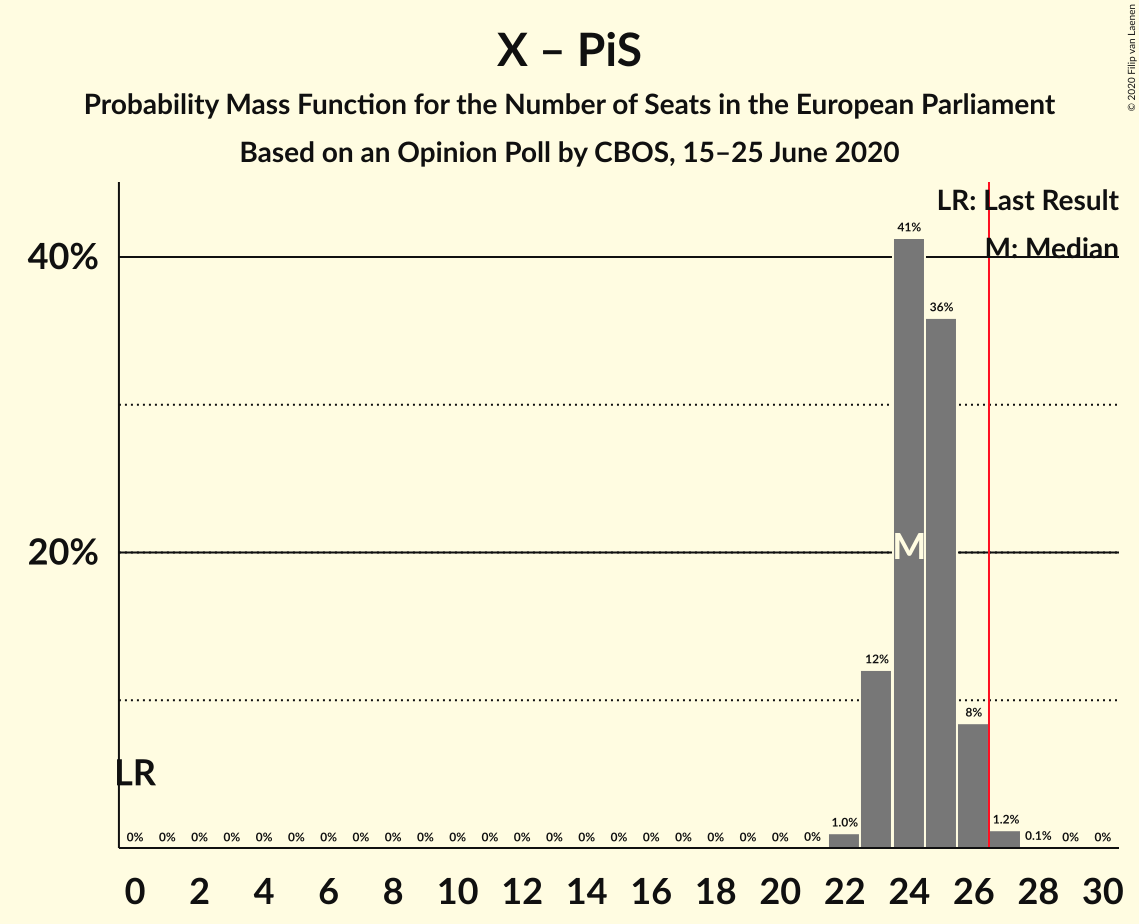 X – PiS
Probability Mass Function for the Number of Seats in the European Parliament
Based on an Opinion Poll by CBOS, 15–25 June 2020
© 2020 Filip van Laenen
LR: Last Result
M: Median
40%
20%
41%
36%
M
12%
8%
LR
0% 0% 0% 0% 0% 0% 0% 0% 0% 0% 0% 0% 0% 0% 0% 0% 0% 0% 0% 0% 0% 0% 1.0% 1.2% 0.1% 0% 0%
0 2 4 6 8 10 12 14 16 18 20 22 24 26 28 30